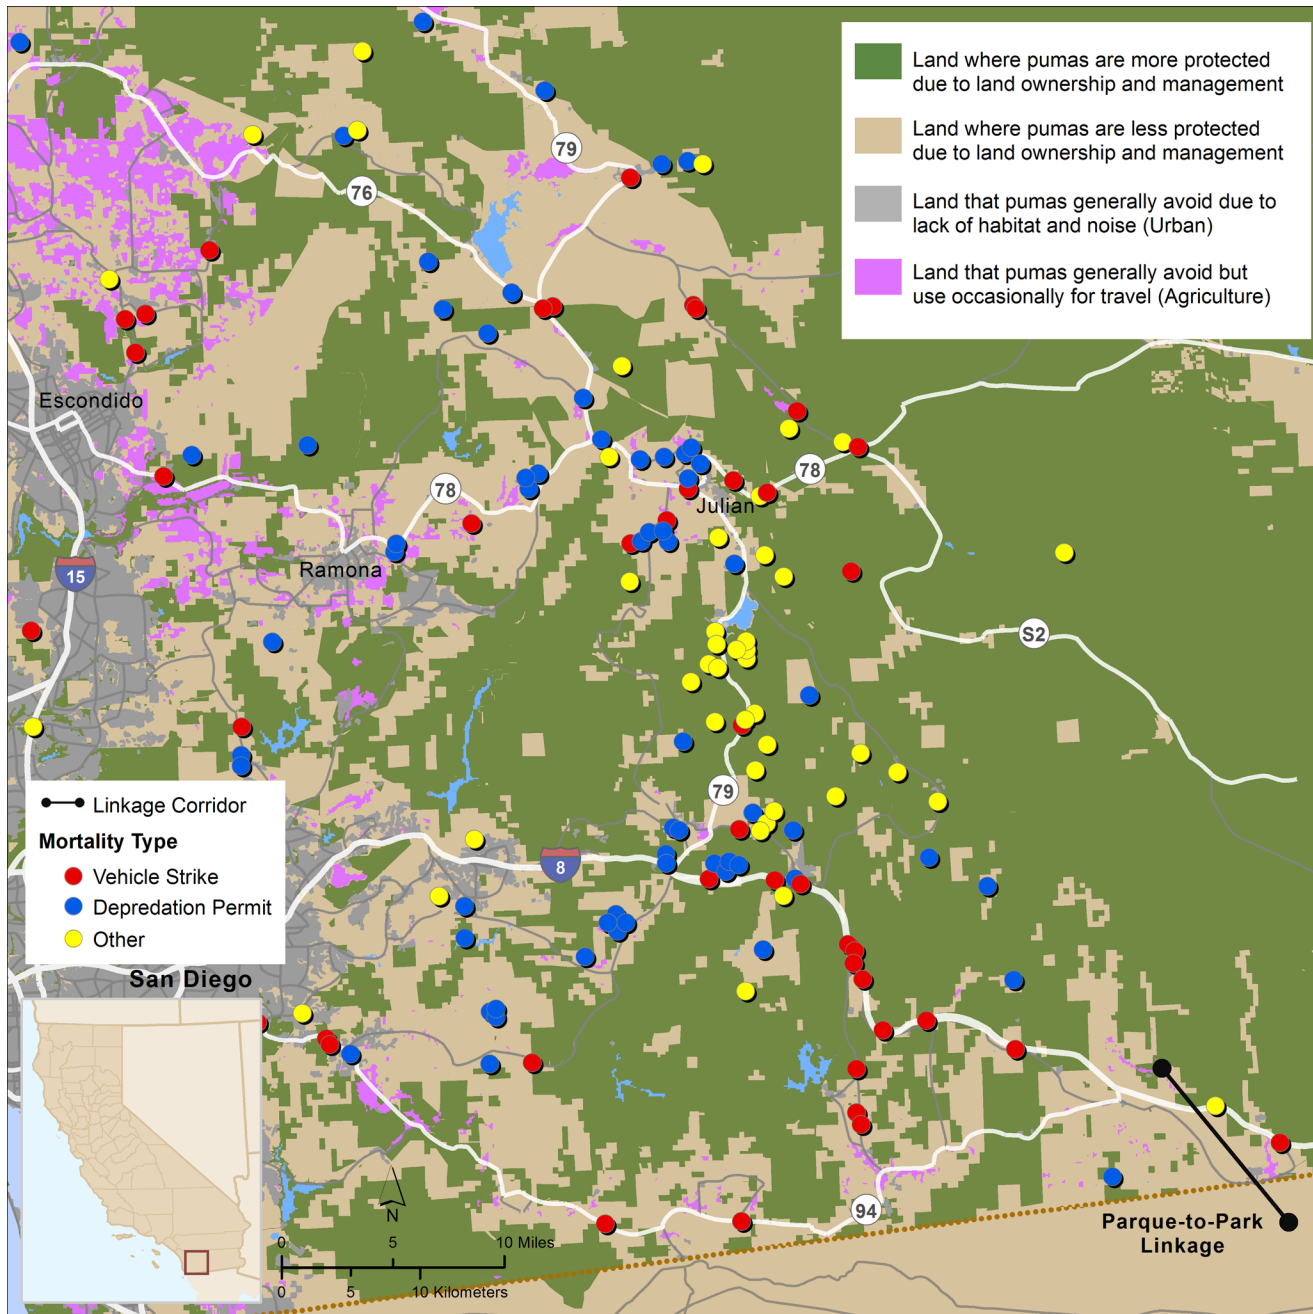 Land where pumas are more protected
due to land ownership and management
Land where pumas are less protected
due to land ownership and management
Land that pumas generally avoid due to
lack of habitat and noise (Urban)
Land that pumas generally avoid but
use occasionally for travel (Agriculture)
79
76
Escondido
78
78
Julian
15
Ramona
S2
79
Linkage Corridor
Mortality Type
Vehicle Strike
Depredation Permit
Other
8
San Diego
N
94
Parque-to-Park
Linkage
0 5 10 Miles
0 5 10 Kilometers